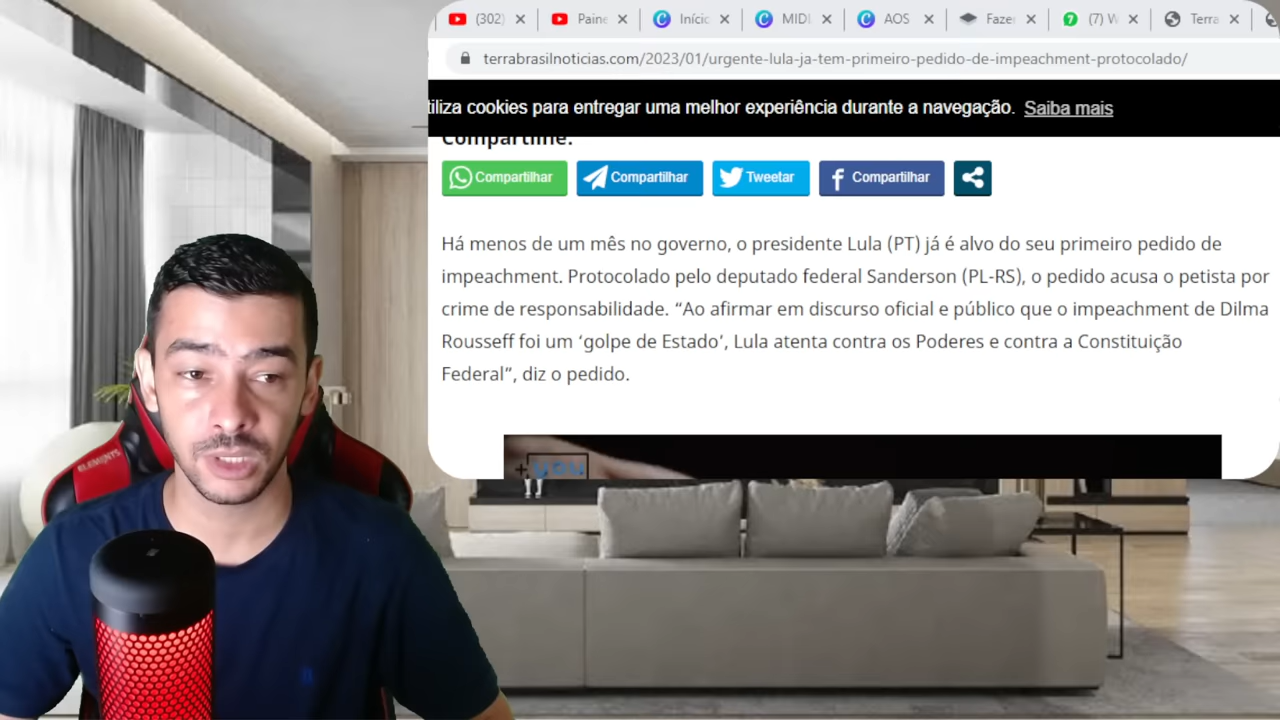 (302)
Paine
Iníci
MIDI
AOS
Faze
(7) W
Terra
terrabrasilnoticias.com/2023/01/urgente-lula-ja-tem-primeiro-pedido-de-impeachment-protocolado/
tiliza cookies para entregar uma melhor experiência durante a navegação. Saiba mais
Compartilhe:
Compartilhar
Compartilhar
Tweetar
Compartilhar
Há menos de um mês no governo, o presidente Lula (PT) já é alvo do seu primeiro pedido de
impeachment. Protocolado pelo deputado federal Sanderson (PL-RS), o pedido acusa o petista por
crime de responsabilidade. “Ao afirmar em discurso oficial e público que o impeachment de Dilma
Rousseff foi um ‘golpe de Estado’, Lula atenta contra os Poderes e contra a Constituição
Federal”, diz o pedido.
ELEMENTS